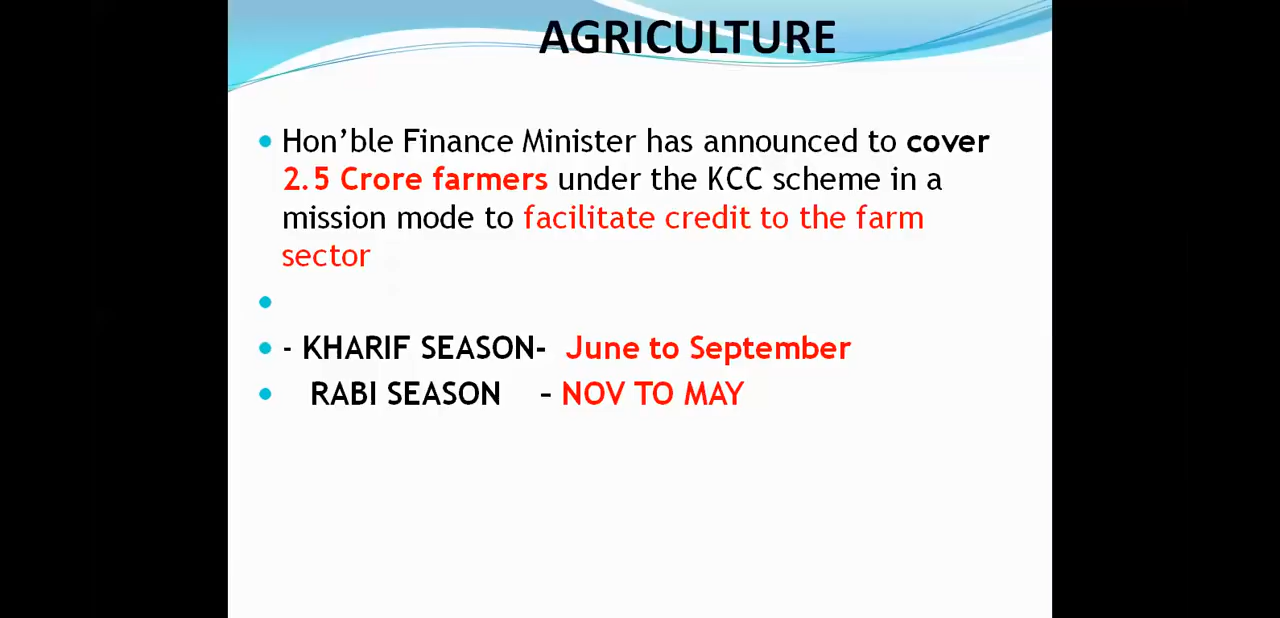 AGRICULTURE
• Hon’ble Finance Minister has announced to cover
2.5 Crore farmers under the KCC scheme in a
mission mode to facilitate credit to the farm
sector
•
• - KHARIF SEASON- June to September
• RABI SEASON – NOV TO MAY